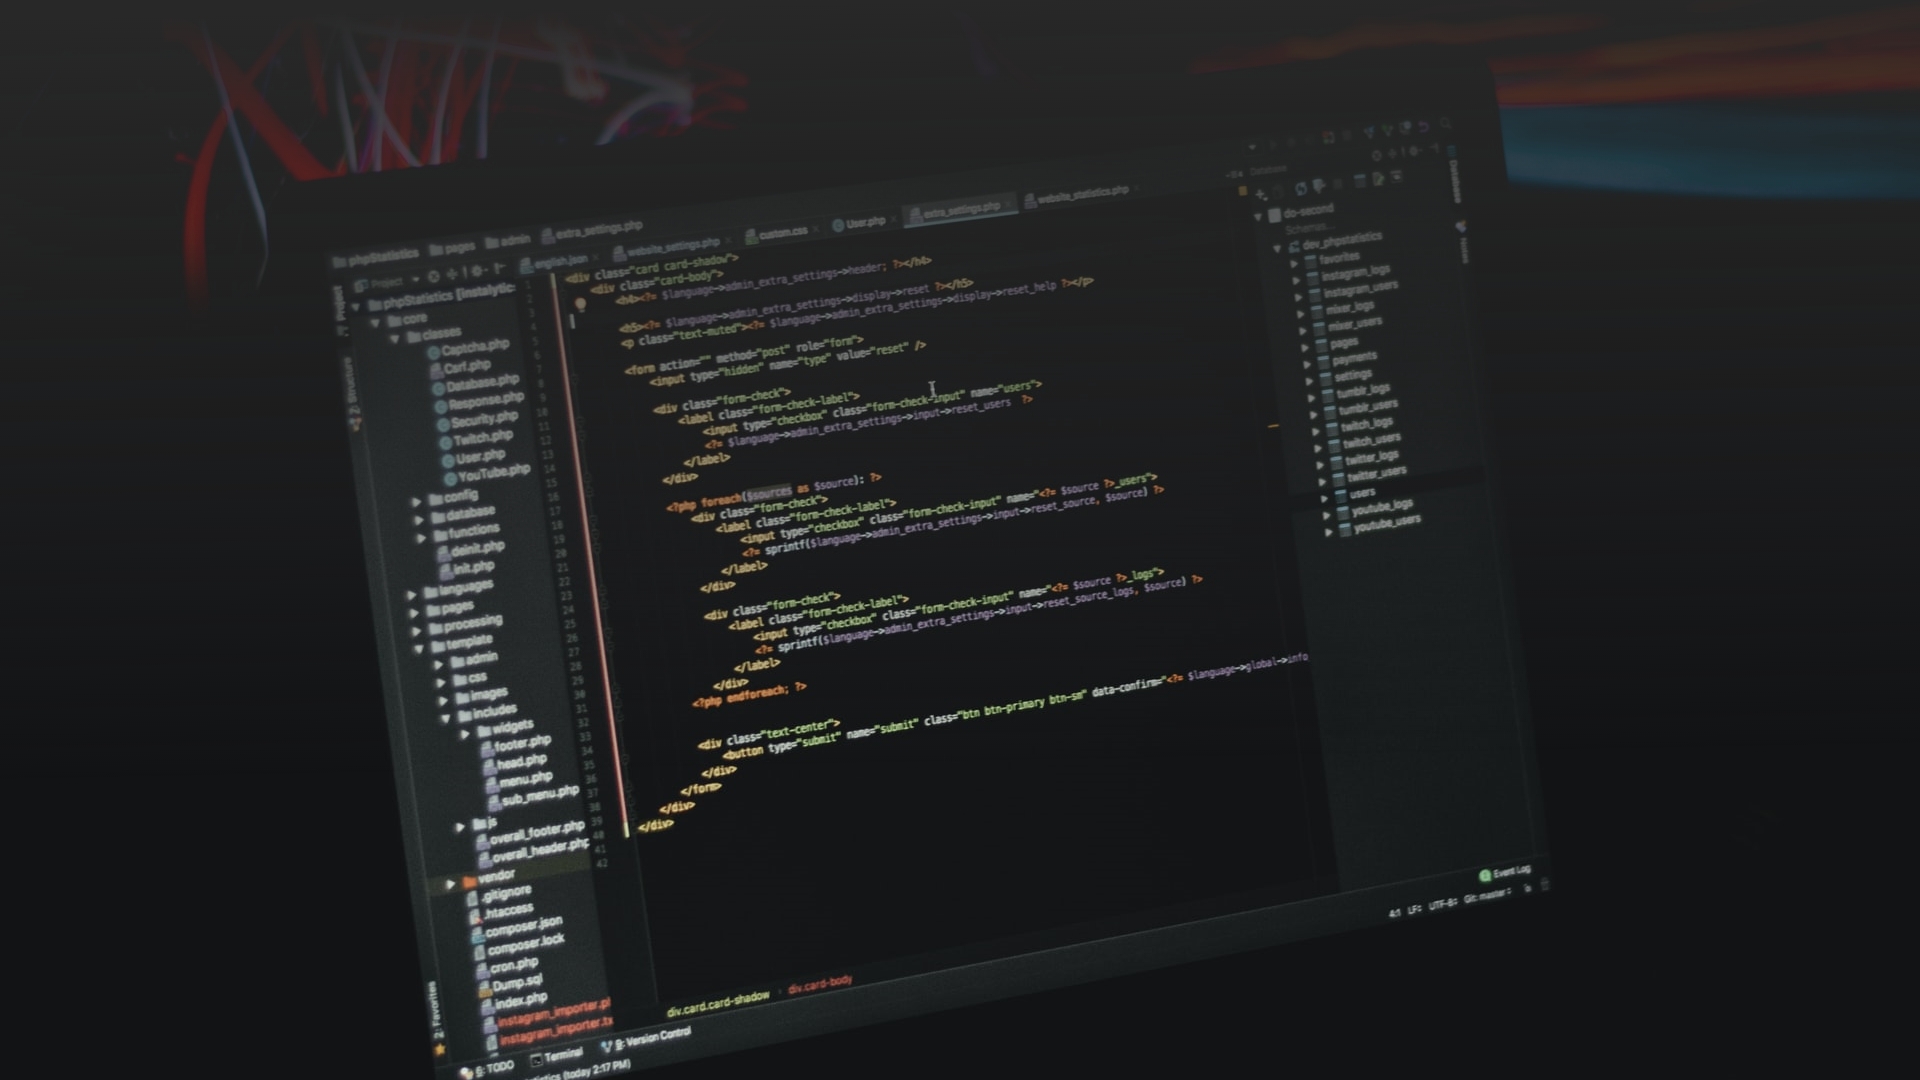 phpStatistics pages admin extra_settings.php
Project
english.json website_settings.php custom.css User.php extra_settings.php website_statistics.php
1: Project
2: Structure
2: Favorites
phpStatistics [instalytic:
core
classes
Captcha.php
Csrf.php
Database.php
Response.php
Security.php
Twitch.php
User.php
YouTube.php
config
database
functions
deinit.php
init.php
languages
pages
processing
template
admin
css
images
includes
widgets
footer.php
head.php
menu.php
sub_menu.php
js
overall_footer.php
overall_header.php
vendor
.gitignore
.htaccess
composer.json
composer.lock
cron.php
Dump.sql
index.php
instagram_importer.pl
instagram_importer.tx
<div class="card card-shadow">
<div class="card-body">
<h4><?= $language->admin_extra_settings->header; ?></h4>
<h5><?= $language->admin_extra_settings->display->reset ?></h5>
<p class="text-muted"><?= $language->admin_extra_settings->display->reset_help ?></p>
<form action="" method="post" role="form">
<input type="hidden" name="type" value="reset" />
<div class="form-check">
<label class="form-check-label">
<input type="checkbox" class="form-check-input" name="users">
<?= $language->admin_extra_settings->input->reset_users ?>
</label>
</div>
<?php foreach($sources as $source): ?>
<div class="form-check">
<label class="form-check-label">
<input type="checkbox" class="form-check-input" name="<?= $source ?>_users">
<?= sprintf($language->admin_extra_settings->input->reset_source, $source) ?>
</label>
</div>
<div class="form-check">
<label class="form-check-label">
<input type="checkbox" class="form-check-input" name="<?= $source ?>_logs">
<?= sprintf($language->admin_extra_settings->input->reset_source_logs, $source) ?>
</label>
</div>
<?php endforeach; ?>
<div class="text-center">
<button type="submit" name="submit" class="btn btn-primary btn-sm" data-confirm="<?= $language->global->info
</div>
</form>
</div>
</div>
div.card.card-shadow div.card-body
Database
do-second
Schemas...
dev_phpstatistics
favorites
instagram_logs
instagram_users
mixer_logs
mixer_users
pages
payments
settings
tumblr_logs
tumblr_users
twitch_logs
twitch_users
twitter_logs
twitter_users
users
youtube_logs
youtube_users
Database
Event Log
4:1 LF: UTF-8: Git: master
6: TODO Terminal 9: Version Control
tistics (today 2:17 PM)